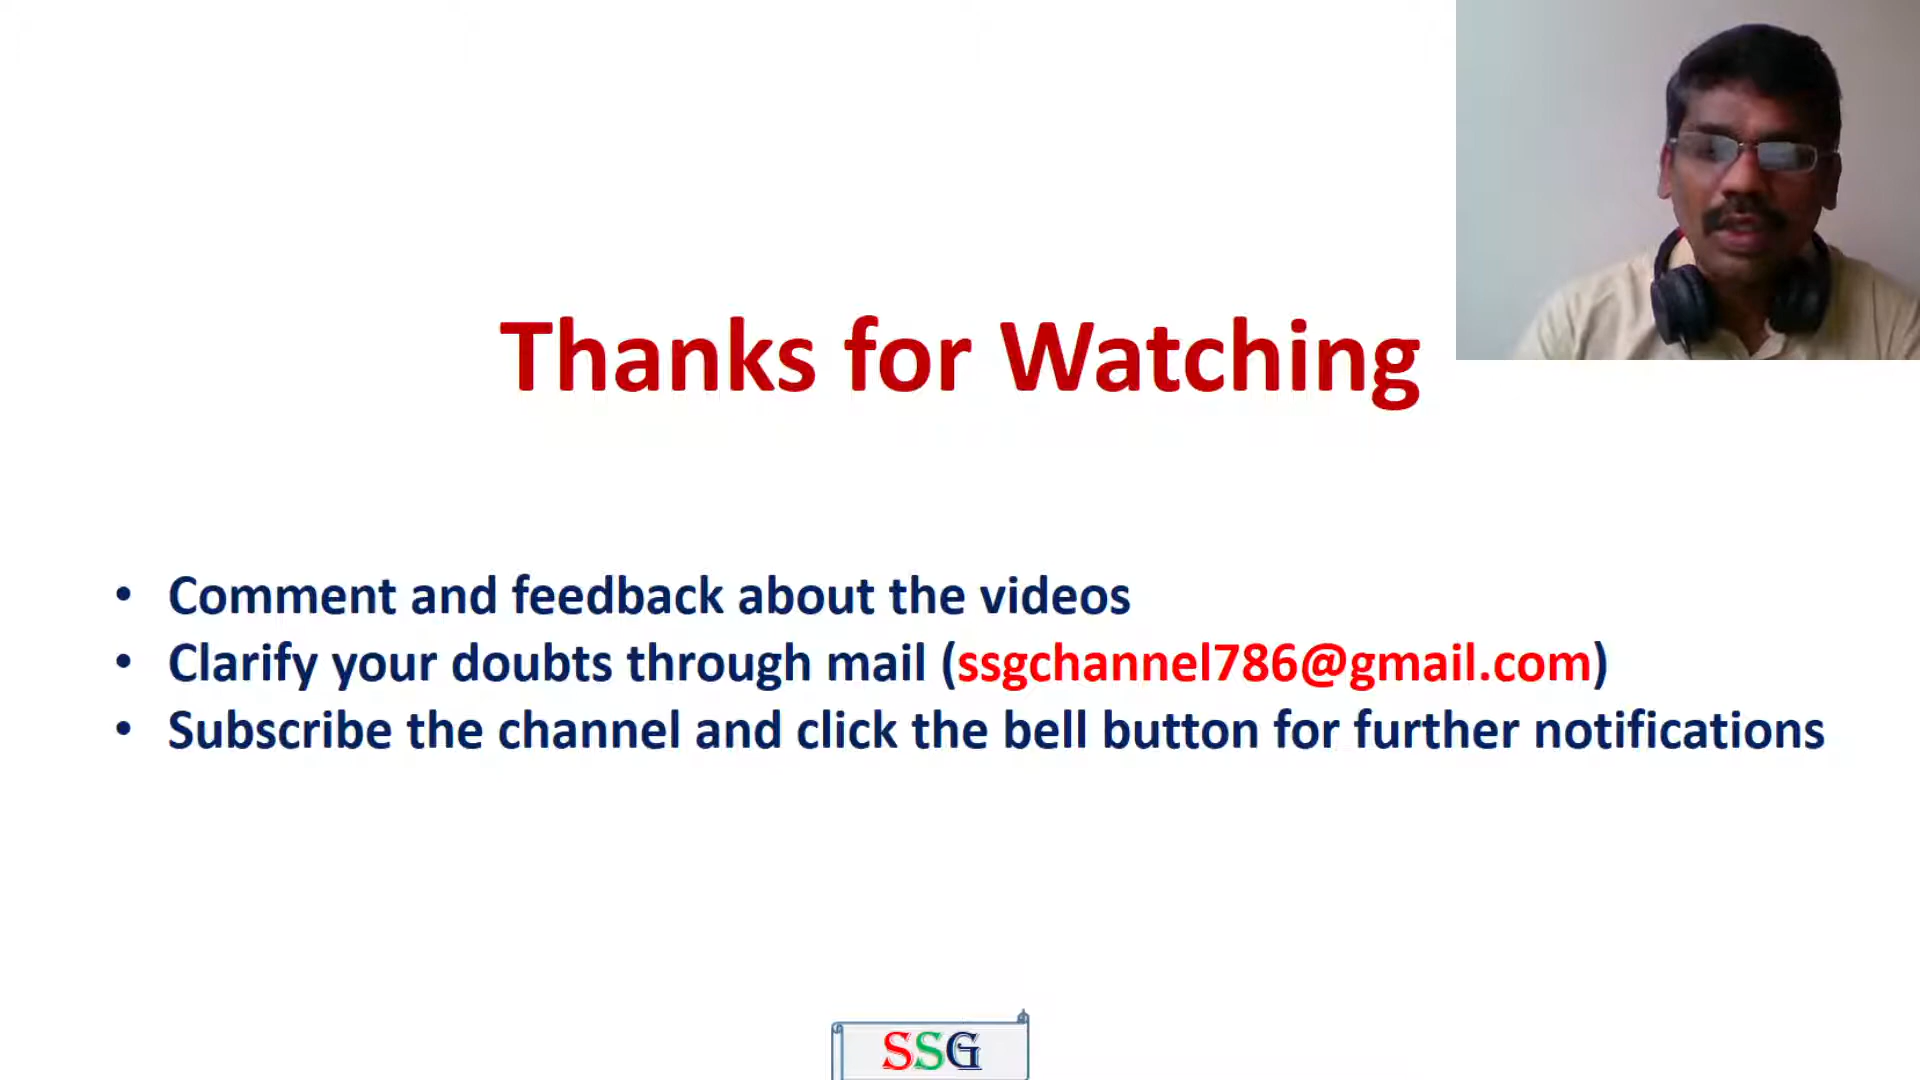 Thanks for Watching
• Comment and feedback about the videos
• Clarify your doubts through mail (ssgchannel786@gmail.com)
• Subscribe the channel and click the bell button for further notifications
SSG